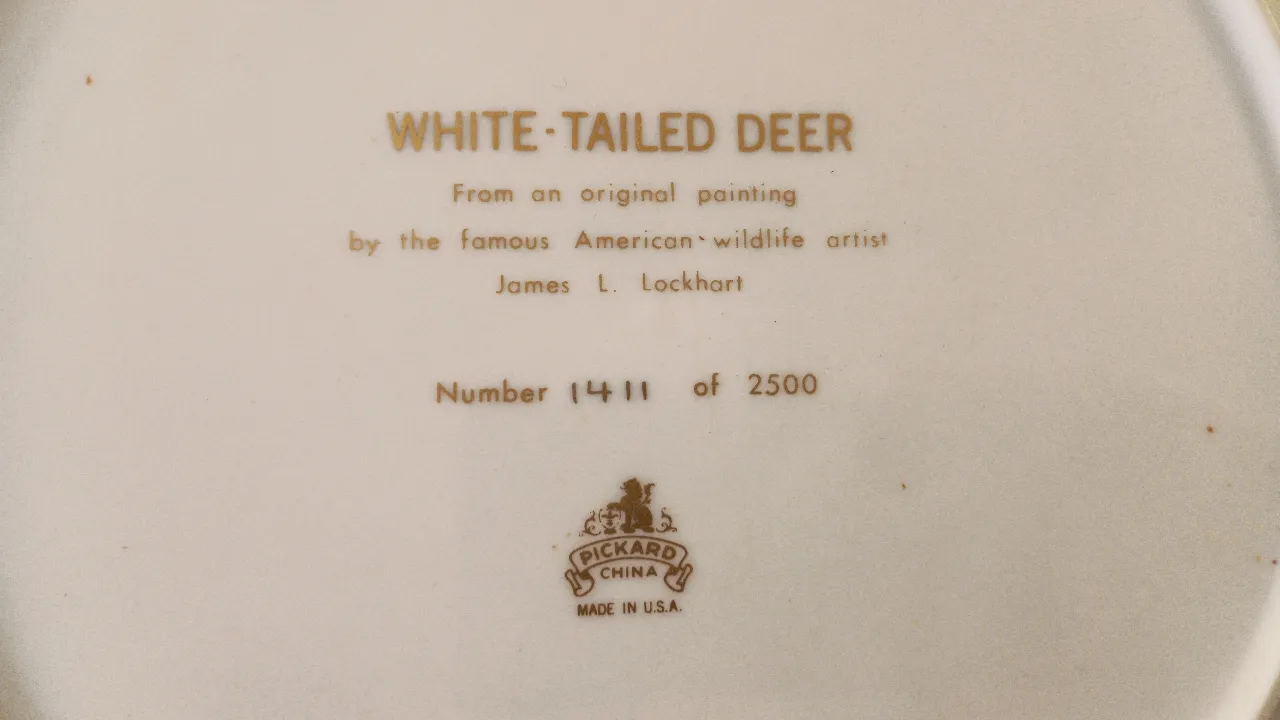 WHITE-TAILED DEER
From an original painting
by the famous American wildlife artist
James L. Lockhart
Number 1411 of 2500
PICKARD
CHINA
MADE IN U.S.A.